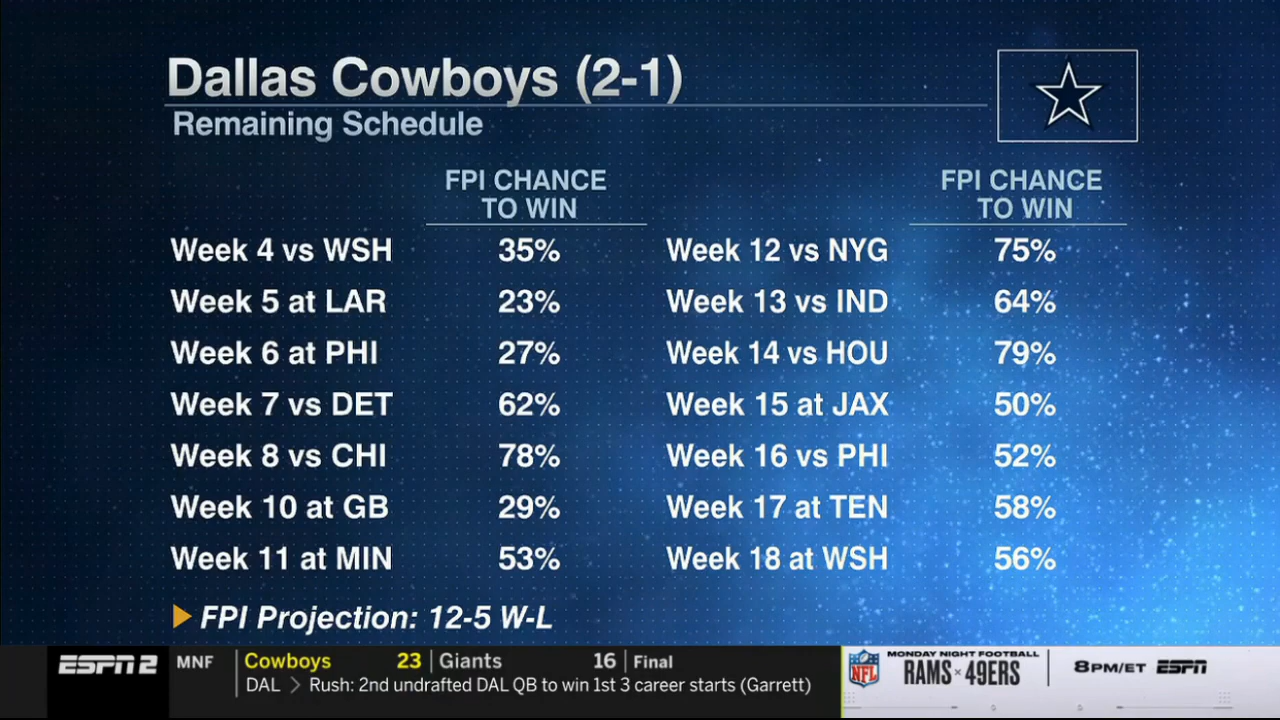 Dallas Cowboys (2-1)
Remaining Schedule
FPI CHANCE
TO WIN
Week 4 vs WSH 35%
Week 5 at LAR 23%
Week 6 at PHI 27%
Week 7 vs DET 62%
Week 8 vs CHI 78%
Week 10 at GB 29%
Week 11 at MIN 53%
FPI CHANCE
TO WIN
Week 12 vs NYG 75%
Week 13 vs IND 64%
Week 14 vs HOU 79%
Week 15 at JAX 50%
Week 16 vs PHI 52%
Week 17 at TEN 58%
Week 18 at WSH 56%
FPI Projection: 12-5 W-L
ESPN2 MNF Cowboys 23 Giants 16 Final
DAL > Rush: 2nd undrafted DAL QB to win 1st 3 career starts (Garrett)
NFL
MONDAY NIGHT FOOTBALL
RAMS x 49ERS
8PM/ET ESPN